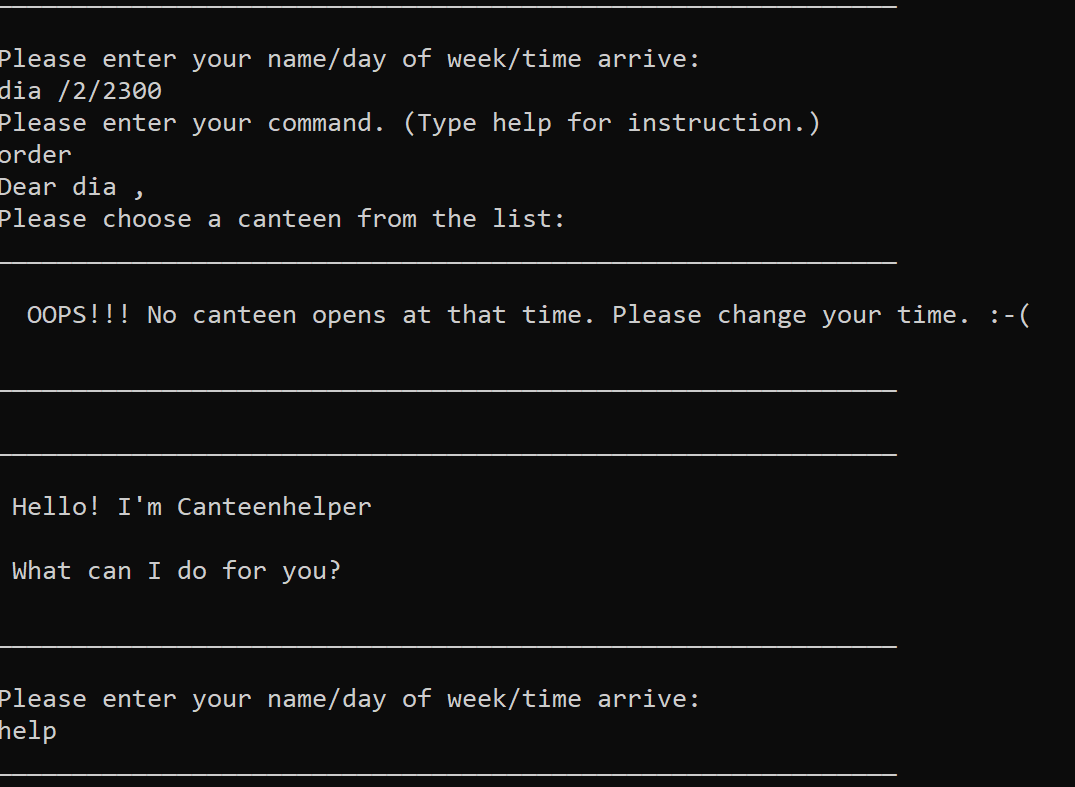 Please enter your name/day of week/time arrive:
dia /2/2300
Please enter your command. (Type help for instruction.)
order
Dear dia ,
Please choose a canteen from the list:
OOPS!!! No canteen opens at that time. Please change your time. :-(
Hello! I'm Canteenhelper
What can I do for you?
Please enter your name/day of week/time arrive:
help